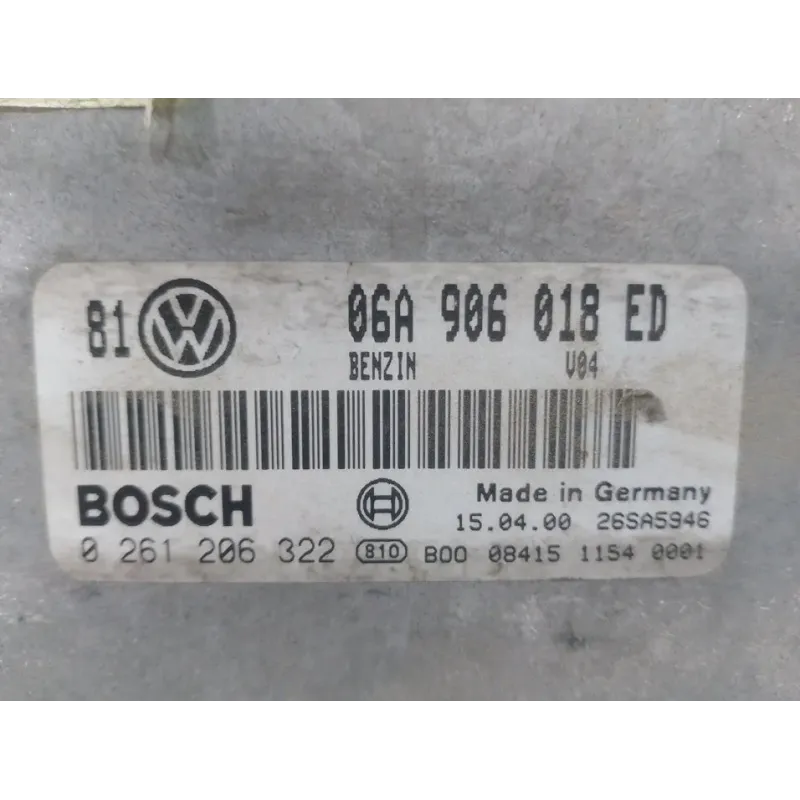 81 VW 06A 906 018 ED
BENZIN V04
BOSCH Made in Germany
15.04.00 26SA5946
0 261 206 322 810 B00 08415 1154 0001